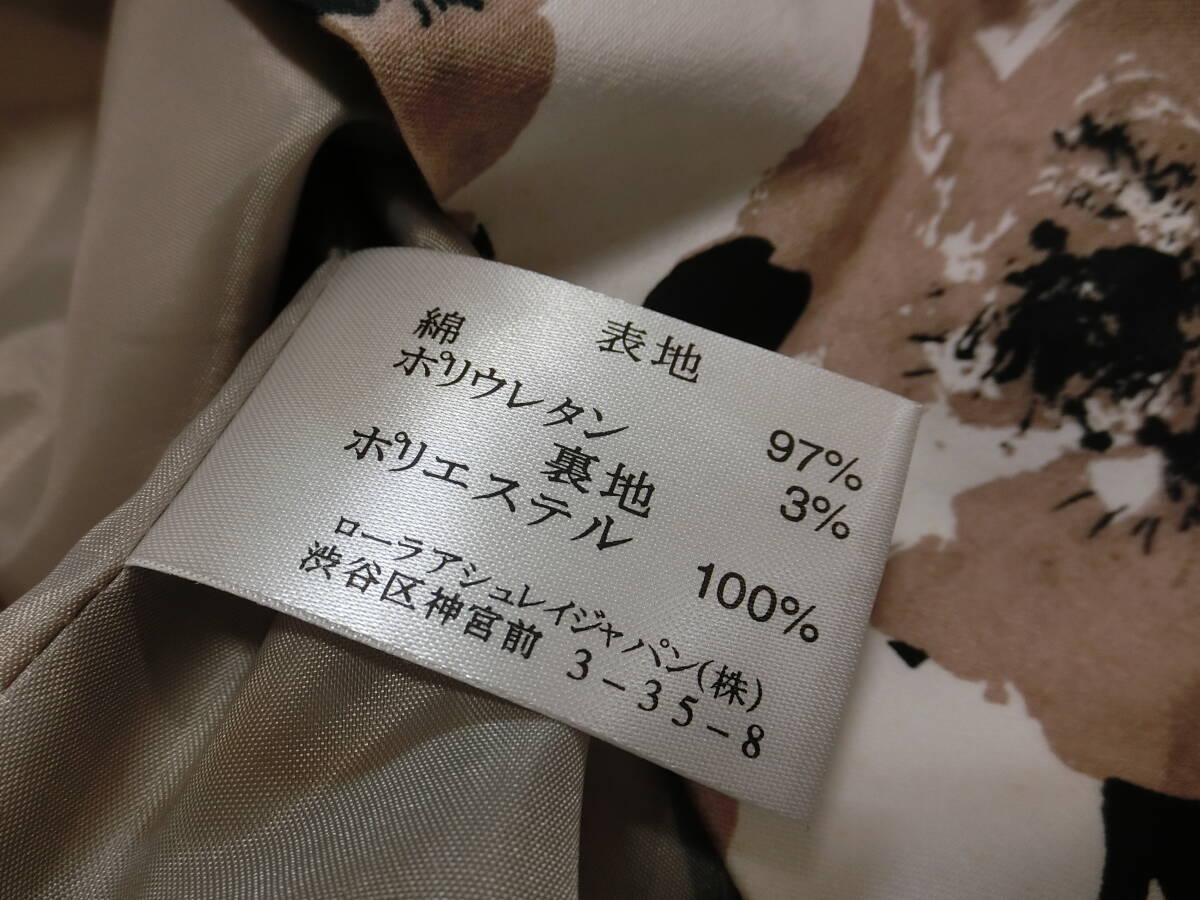 表地
綿 97%
ポリウレタン 3%
裏地
ポリエステル 100%
ローラアシュレイジャパン(株)
渋谷区神宮前 3-35-8